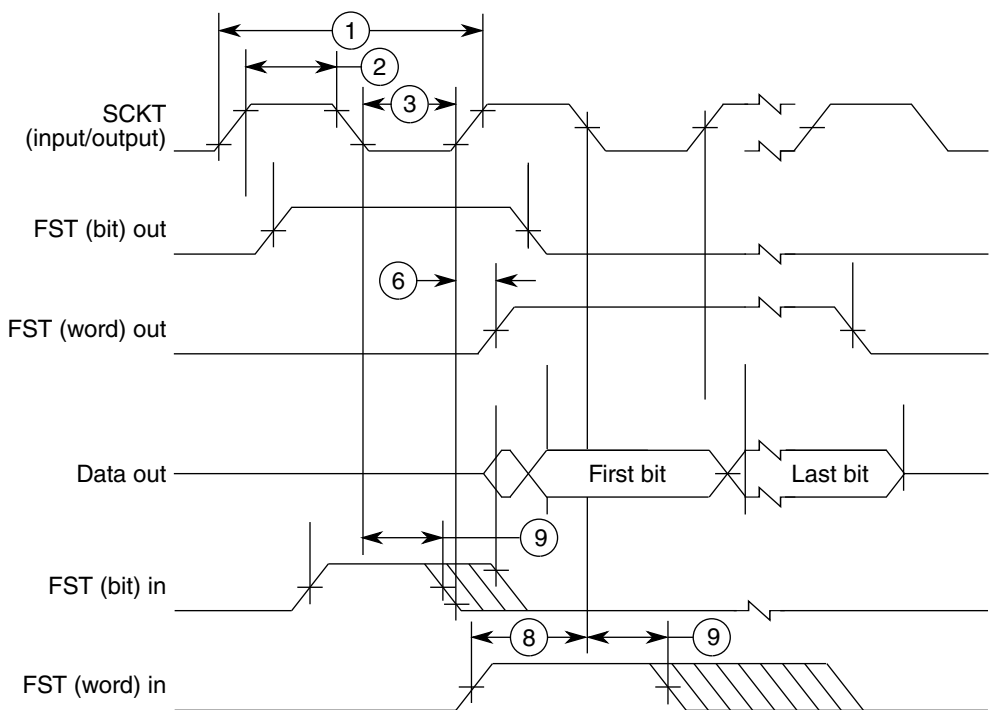 1
2
3
SCKT
(input/output)
FST (bit) out
6
FST (word) out
Data out
First bit
Last bit
9
FST (bit) in
8
9
FST (word) in